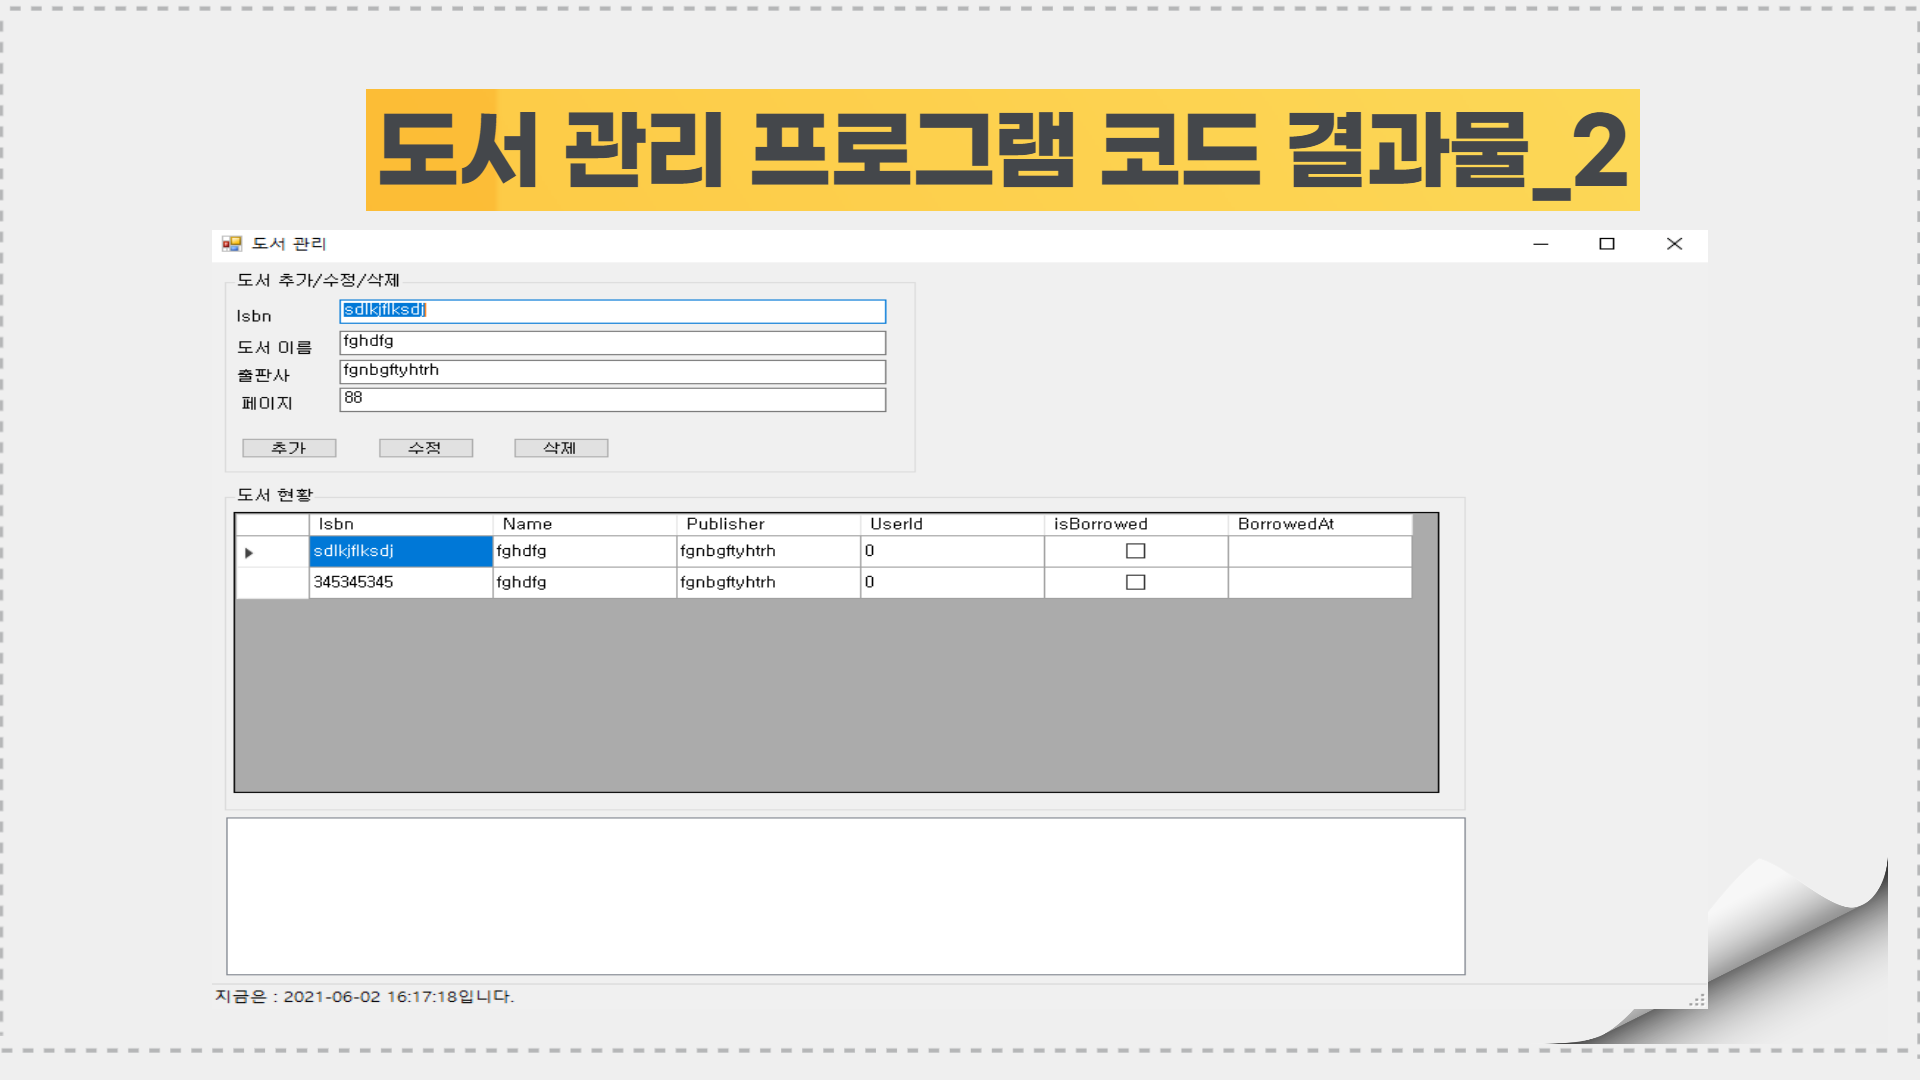 도서 관리 프로그램 코드 결과물_2
도서 관리
도서 추가/수정/삭제
Isbn sdlkjflksdj
도서 이름 fghdfg
출판사 fgnbgftyhtrh
페이지 88
추가 수정 삭제
도서 현황
Isbn Name Publisher UserId isBorrowed BorrowedAt
sdlkjflksdj fghdfg fgnbgftyhtrh 0
345345345 fghdfg fgnbgftyhtrh 0
지금은 : 2021-06-02 16:17:18입니다.